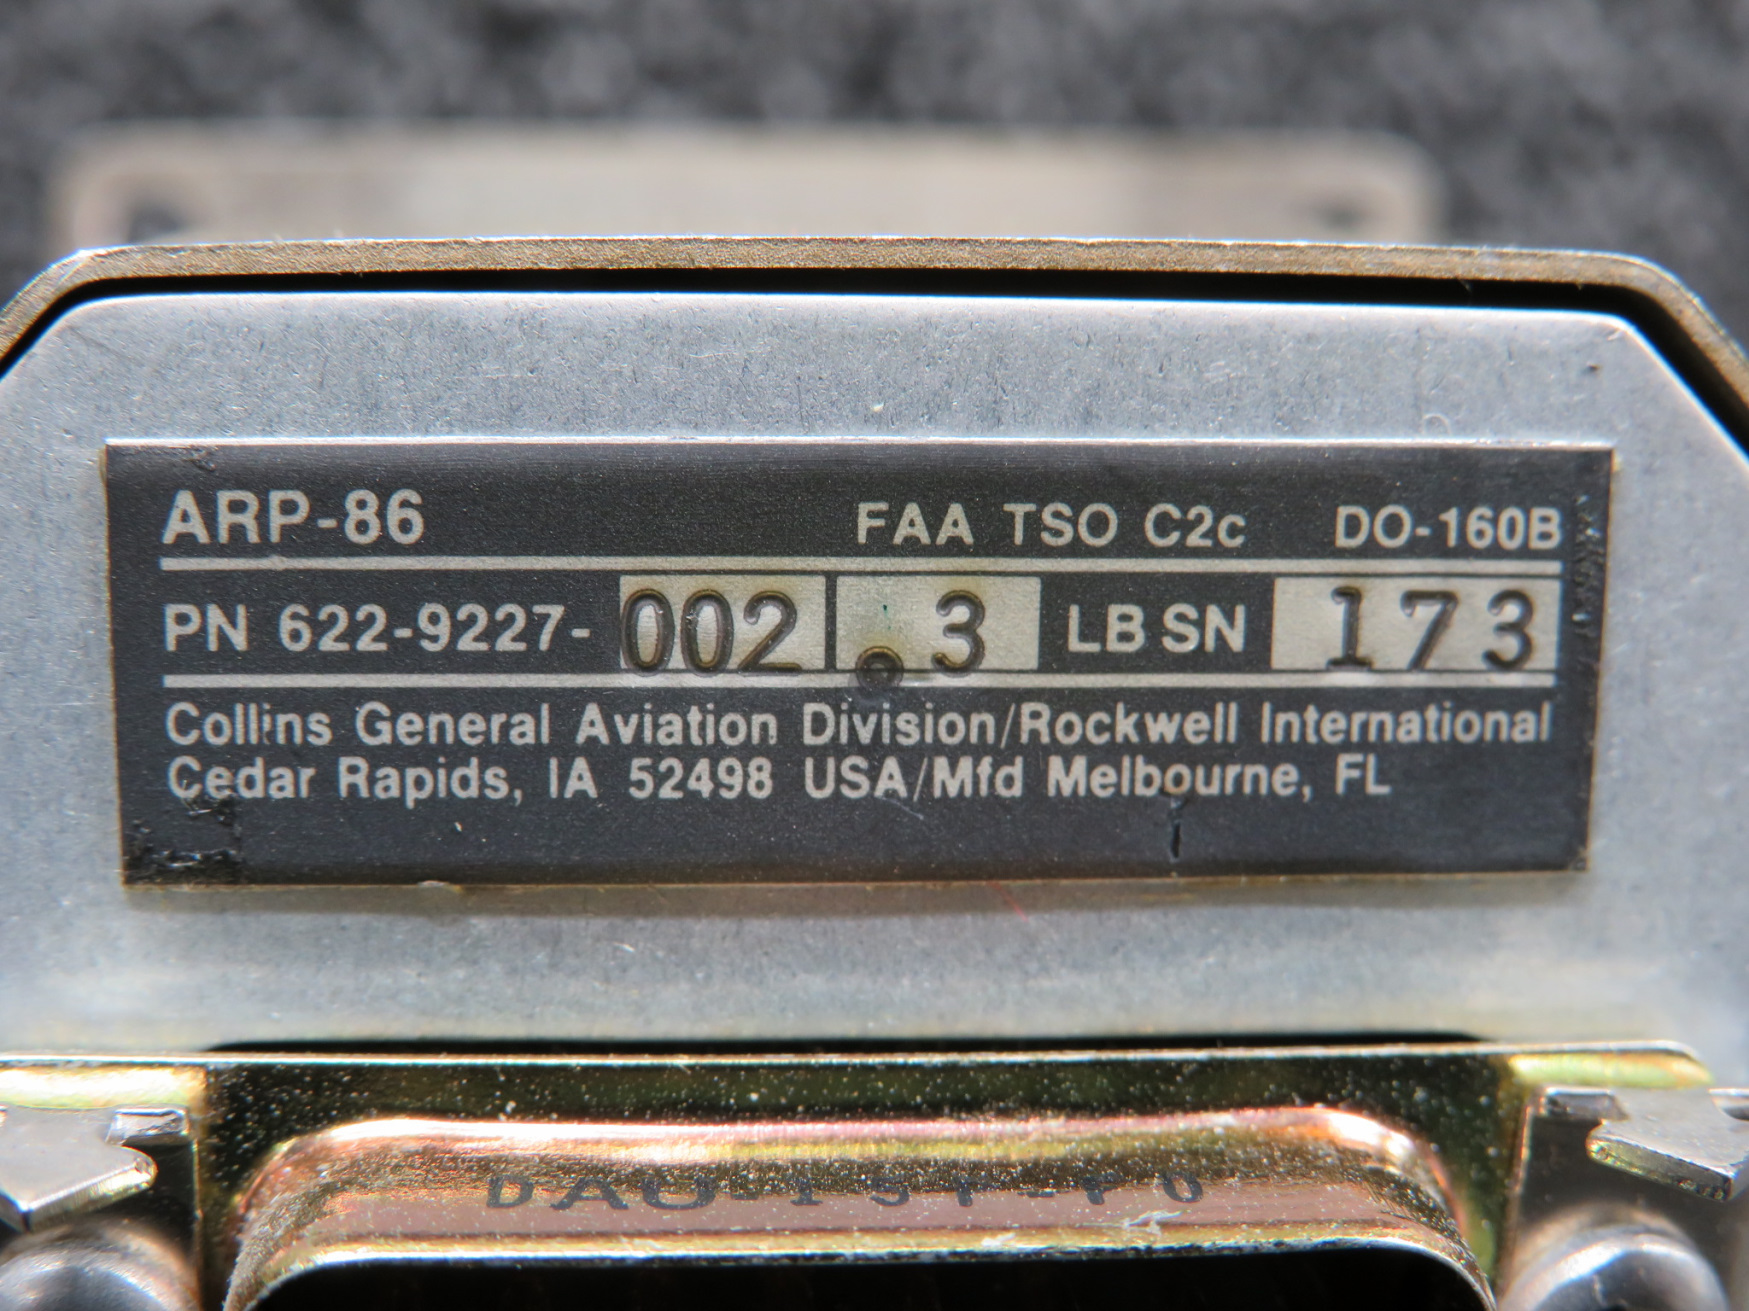 ARP-86 FAA TSO C2c DO-160B
PN 622-9227-002 .3 LB SN 173
Collins General Aviation Division/Rockwell International
Cedar Rapids, IA 52498 USA/Mfd Melbourne, FL